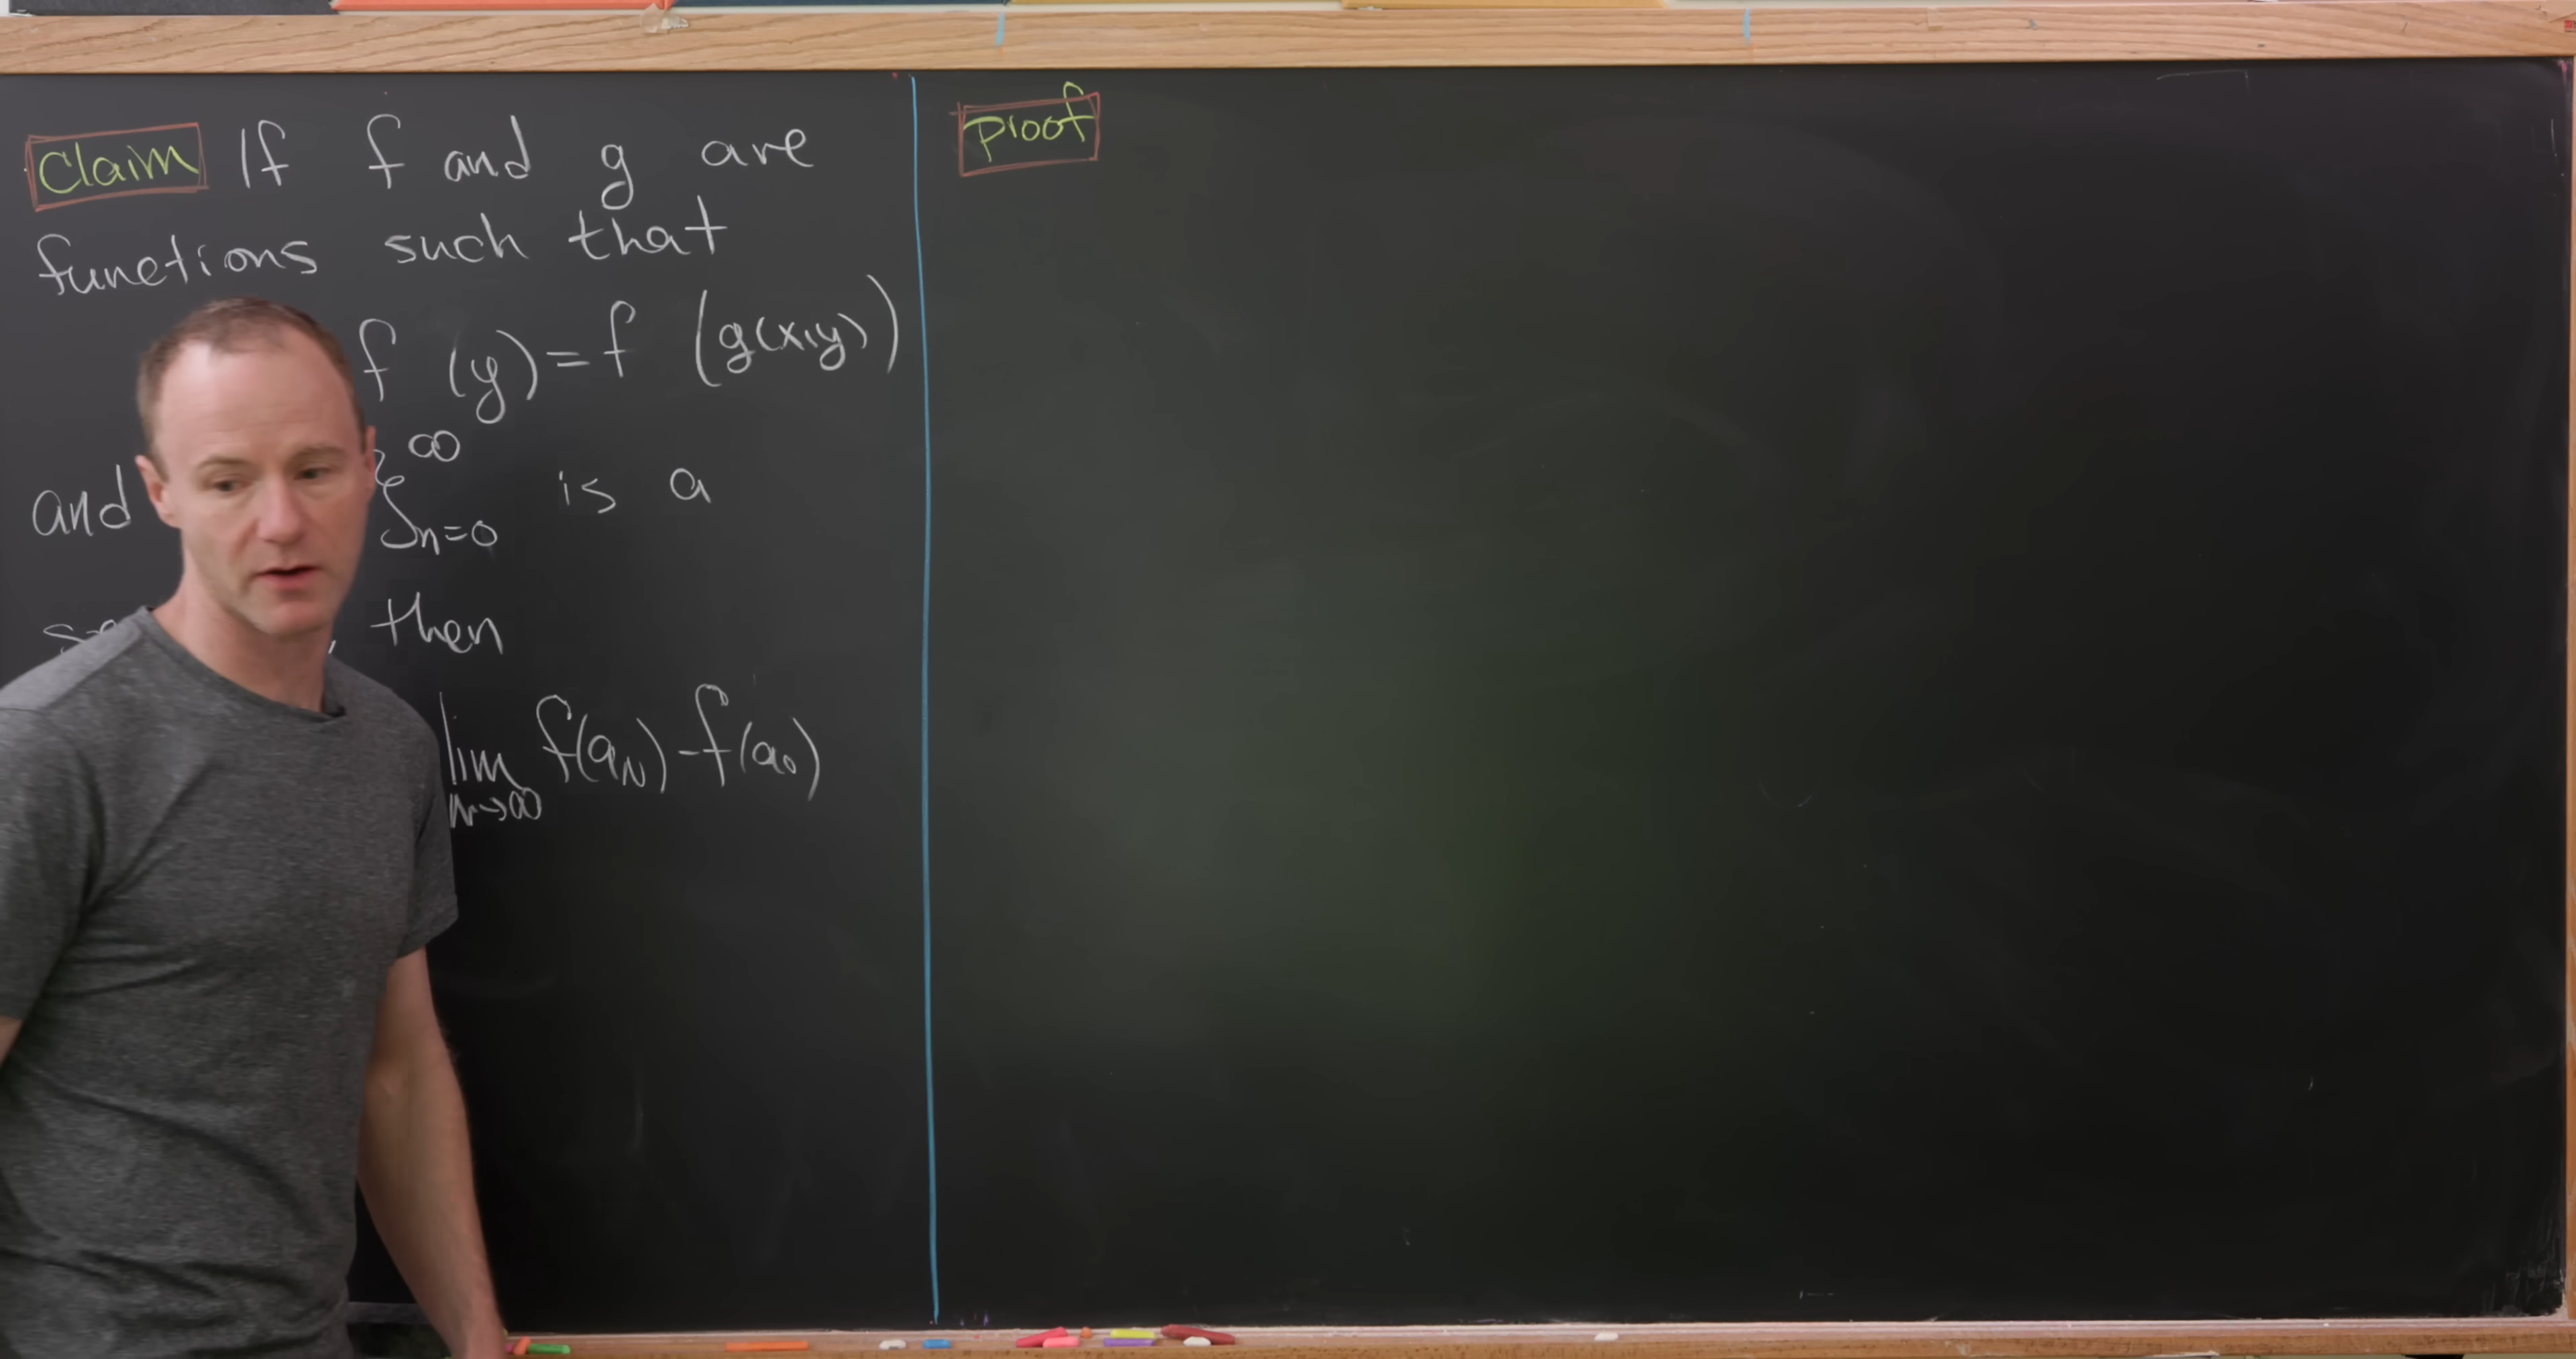 Claim If f and g are
functions such that
f (y) = f (g(x,y))
and }∞n=0 is a
, then
lim N→∞ f(aN) - f(a0)
Proof